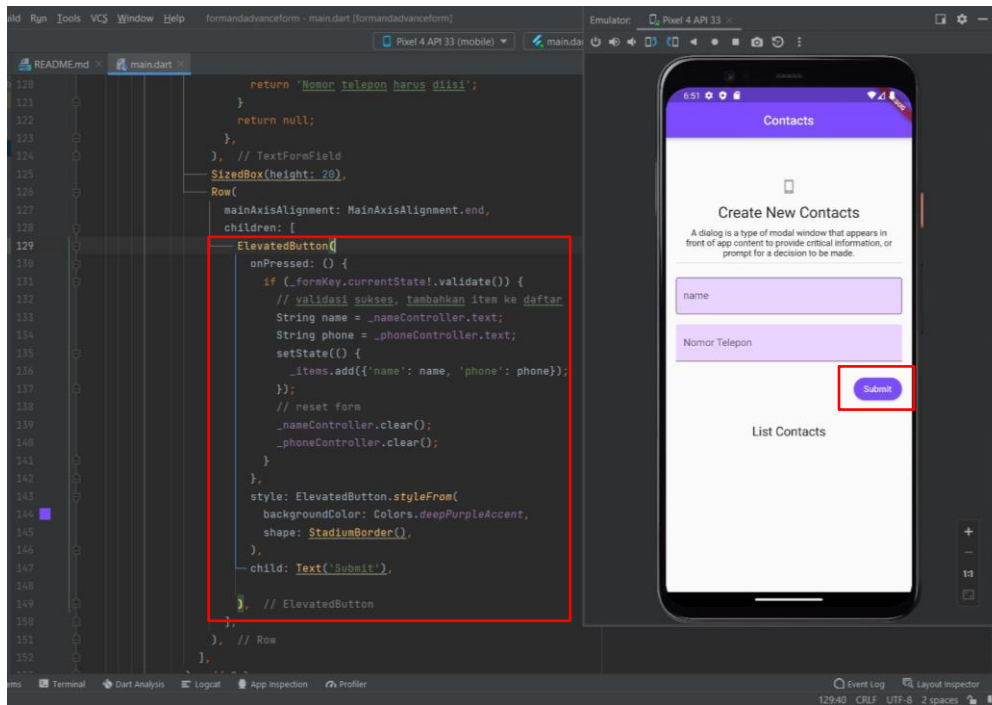 ild Run Tools VCS Window Help formandadvanceform - main.dart [formandadvanceform]
Pixel 4 API 33 (mobile) main.da
README.md main.dart
120 return 'Nomor telepon harus diisi';
121 }
122 return null;
123 },
124 ), // TextFormField
125 SizedBox(height: 20),
126 Row(
127 mainAxisAlignment: MainAxisAlignment.end,
128 children: [
129 ElevatedButton(
130 onPressed: () {
131 if (_formKey.currentState!.validate()) {
132 // validasi sukses, tambahkan item ke daftar
133 String name = _nameController.text;
134 String phone = _phoneController.text;
135 setState(() {
136 _items.add({'name': name, 'phone': phone});
137 });
138 // reset form
139 _nameController.clear();
140 _phoneController.clear();
141 }
142 },
143 style: ElevatedButton.styleFrom(
144 backgroundColor: Colors.deepPurpleAccent,
145 shape: StadiumBorder(),
146 ),
147 child: Text('Submit'),
148
149 ), // ElevatedButton
150 ],
151 ), // Row
152 ],
Emulator: Pixel 4 API 33
6:51
Contacts
Create New Contacts
A dialog is a type of modal window that appears in
front of app content to provide critical information, or
prompt for a decision to be made.
name
Nomor Telepon
Submit
List Contacts
1:1
ems Terminal Dart Analysis Logcat App Inspection Profiler Event Log Layout Inspector
129:40 CRLF UTF-8 2 spaces